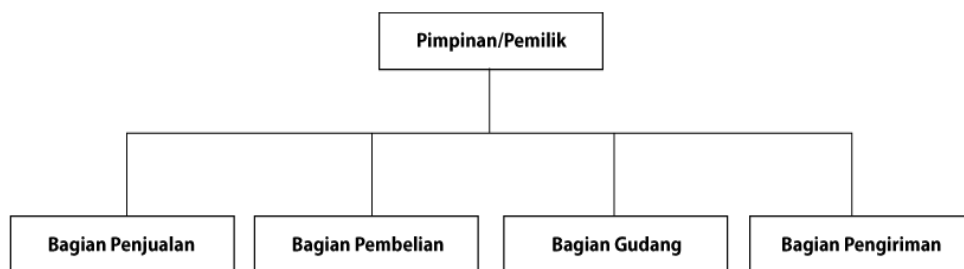 Pimpinan/Pemilik
Bagian Penjualan
Bagian Pembelian
Bagian Gudang
Bagian Pengiriman